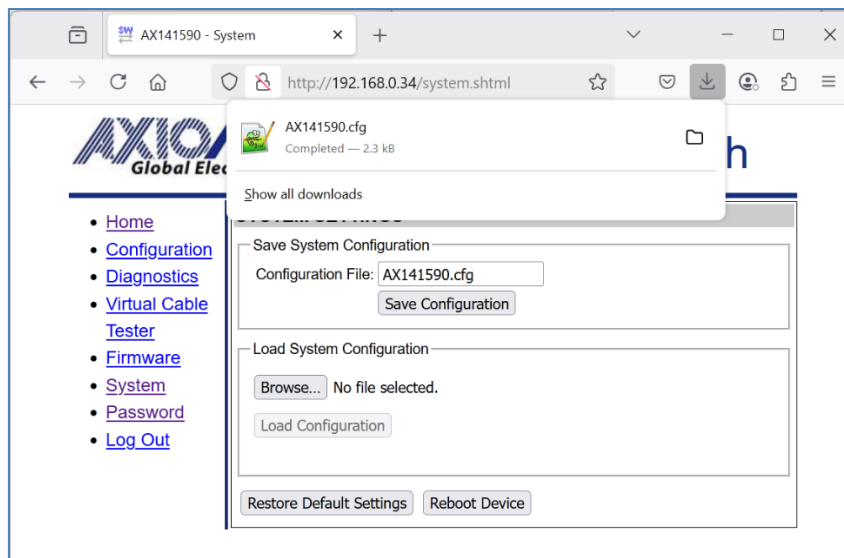 SW AX141590 - System
http://192.168.0.34/system.shtml
AX141590.cfg
Completed — 2.3 kB
Show all downloads
Home
Configuration
Diagnostics
Virtual Cable
Tester
Firmware
System
Password
Log Out
Save System Configuration
Configuration File: AX141590.cfg
Save Configuration
Load System Configuration
Browse... No file selected.
Load Configuration
Restore Default Settings Reboot Device